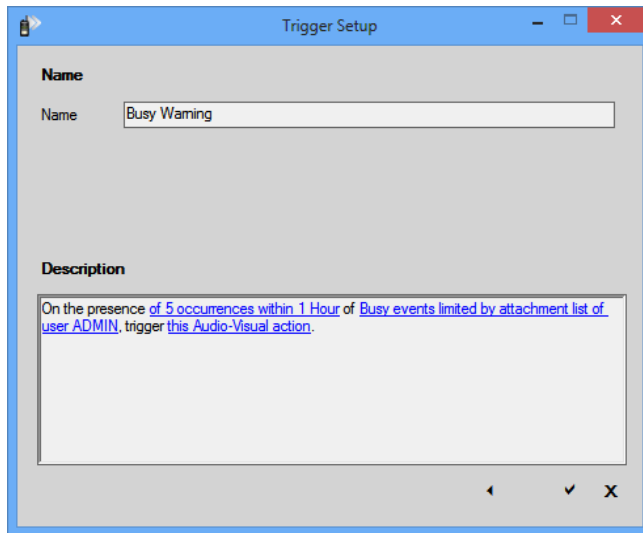 Trigger Setup
Name
Name Busy Warning
Description
On the presence of 5 occurrences within 1 Hour of Busy events limited by attachment list of
user ADMIN, trigger this Audio-Visual action.